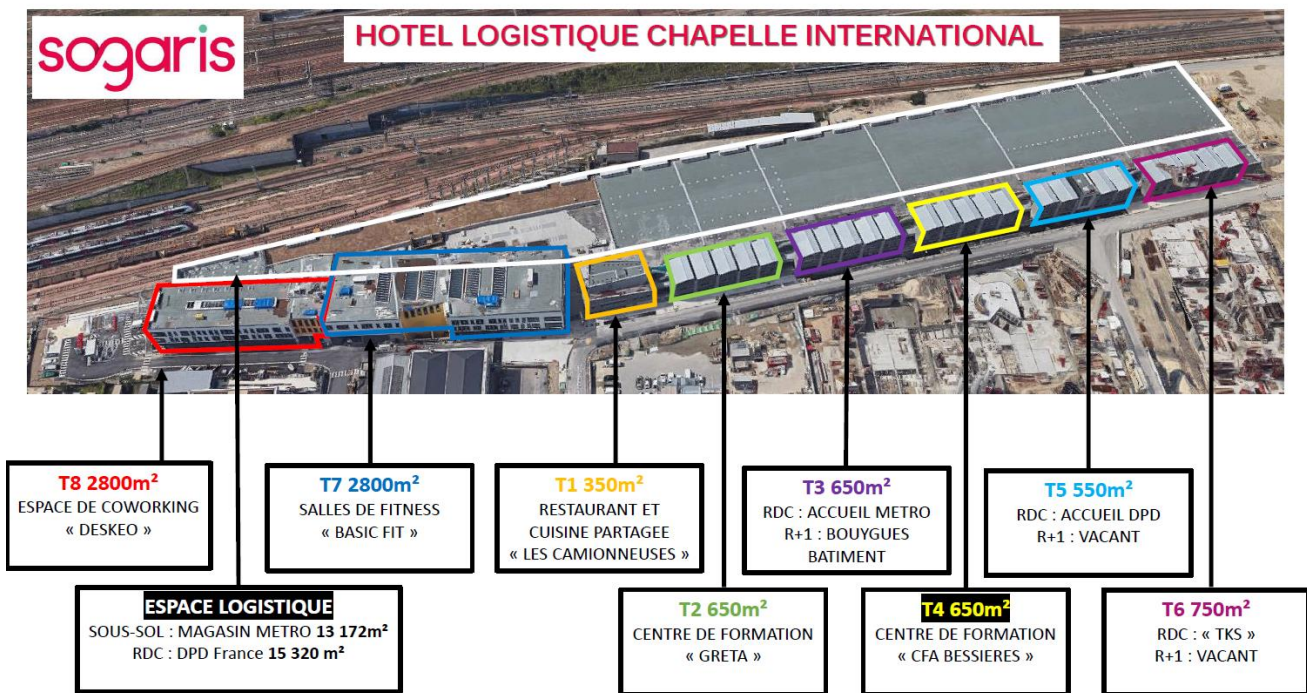 sogaris
HOTEL LOGISTIQUE CHAPELLE INTERNATIONAL
T8 2800m²
ESPACE DE COWORKING
« DESKEO »
T7 2800m²
SALLES DE FITNESS
« BASIC FIT »
T1 350m²
RESTAURANT ET
CUISINE PARTAGEE
« LES CAMIONNEUSES »
T3 650m²
RDC : ACCUEIL METRO
R+1 : BOUYGUES
BATIMENT
T5 550m²
RDC : ACCUEIL DPD
R+1 : VACANT
ESPACE LOGISTIQUE
SOUS-SOL : MAGASIN METRO 13 172m²
RDC : DPD France 15 320 m²
T2 650m²
CENTRE DE FORMATION
« GRETA »
T4 650m²
CENTRE DE FORMATION
« CFA BESSIERES »
T6 750m²
RDC : « TKS »
R+1 : VACANT